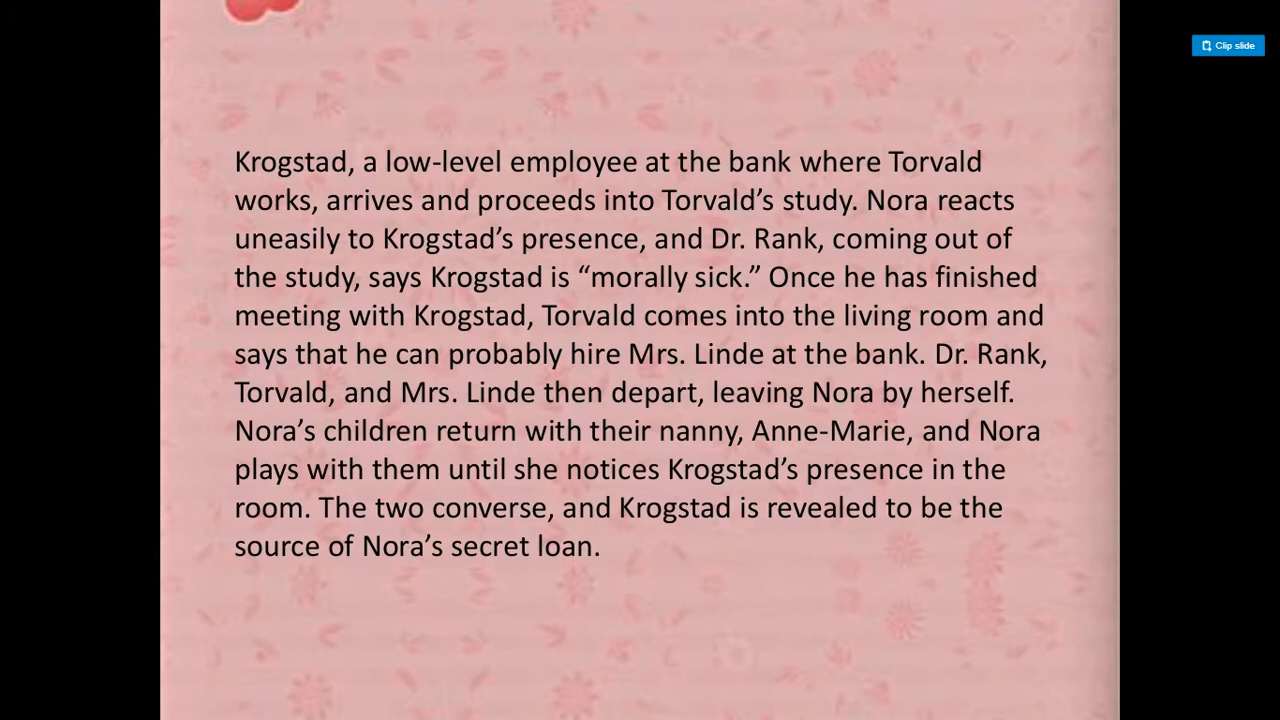 Clip slide
Krogstad, a low-level employee at the bank where Torvald
works, arrives and proceeds into Torvald’s study. Nora reacts
uneasily to Krogstad’s presence, and Dr. Rank, coming out of
the study, says Krogstad is “morally sick.” Once he has finished
meeting with Krogstad, Torvald comes into the living room and
says that he can probably hire Mrs. Linde at the bank. Dr. Rank,
Torvald, and Mrs. Linde then depart, leaving Nora by herself.
Nora’s children return with their nanny, Anne-Marie, and Nora
plays with them until she notices Krogstad’s presence in the
room. The two converse, and Krogstad is revealed to be the
source of Nora’s secret loan.